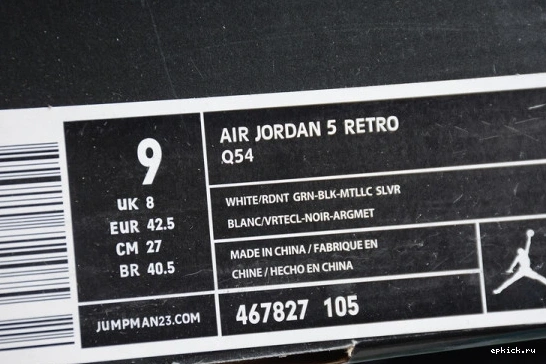 9
UK 8
EUR 42.5
CM 27
BR 40.5
JUMPMAN23.COM
AIR JORDAN 5 RETRO
Q54
WHITE/RDNT GRN-BLK-MTLLC SLVR
BLANC/VRTECL-NOIR-ARGMET
MADE IN CHINA / FABRIQUE EN
CHINE / HECHO EN CHINA
467827 105
epkick.ru